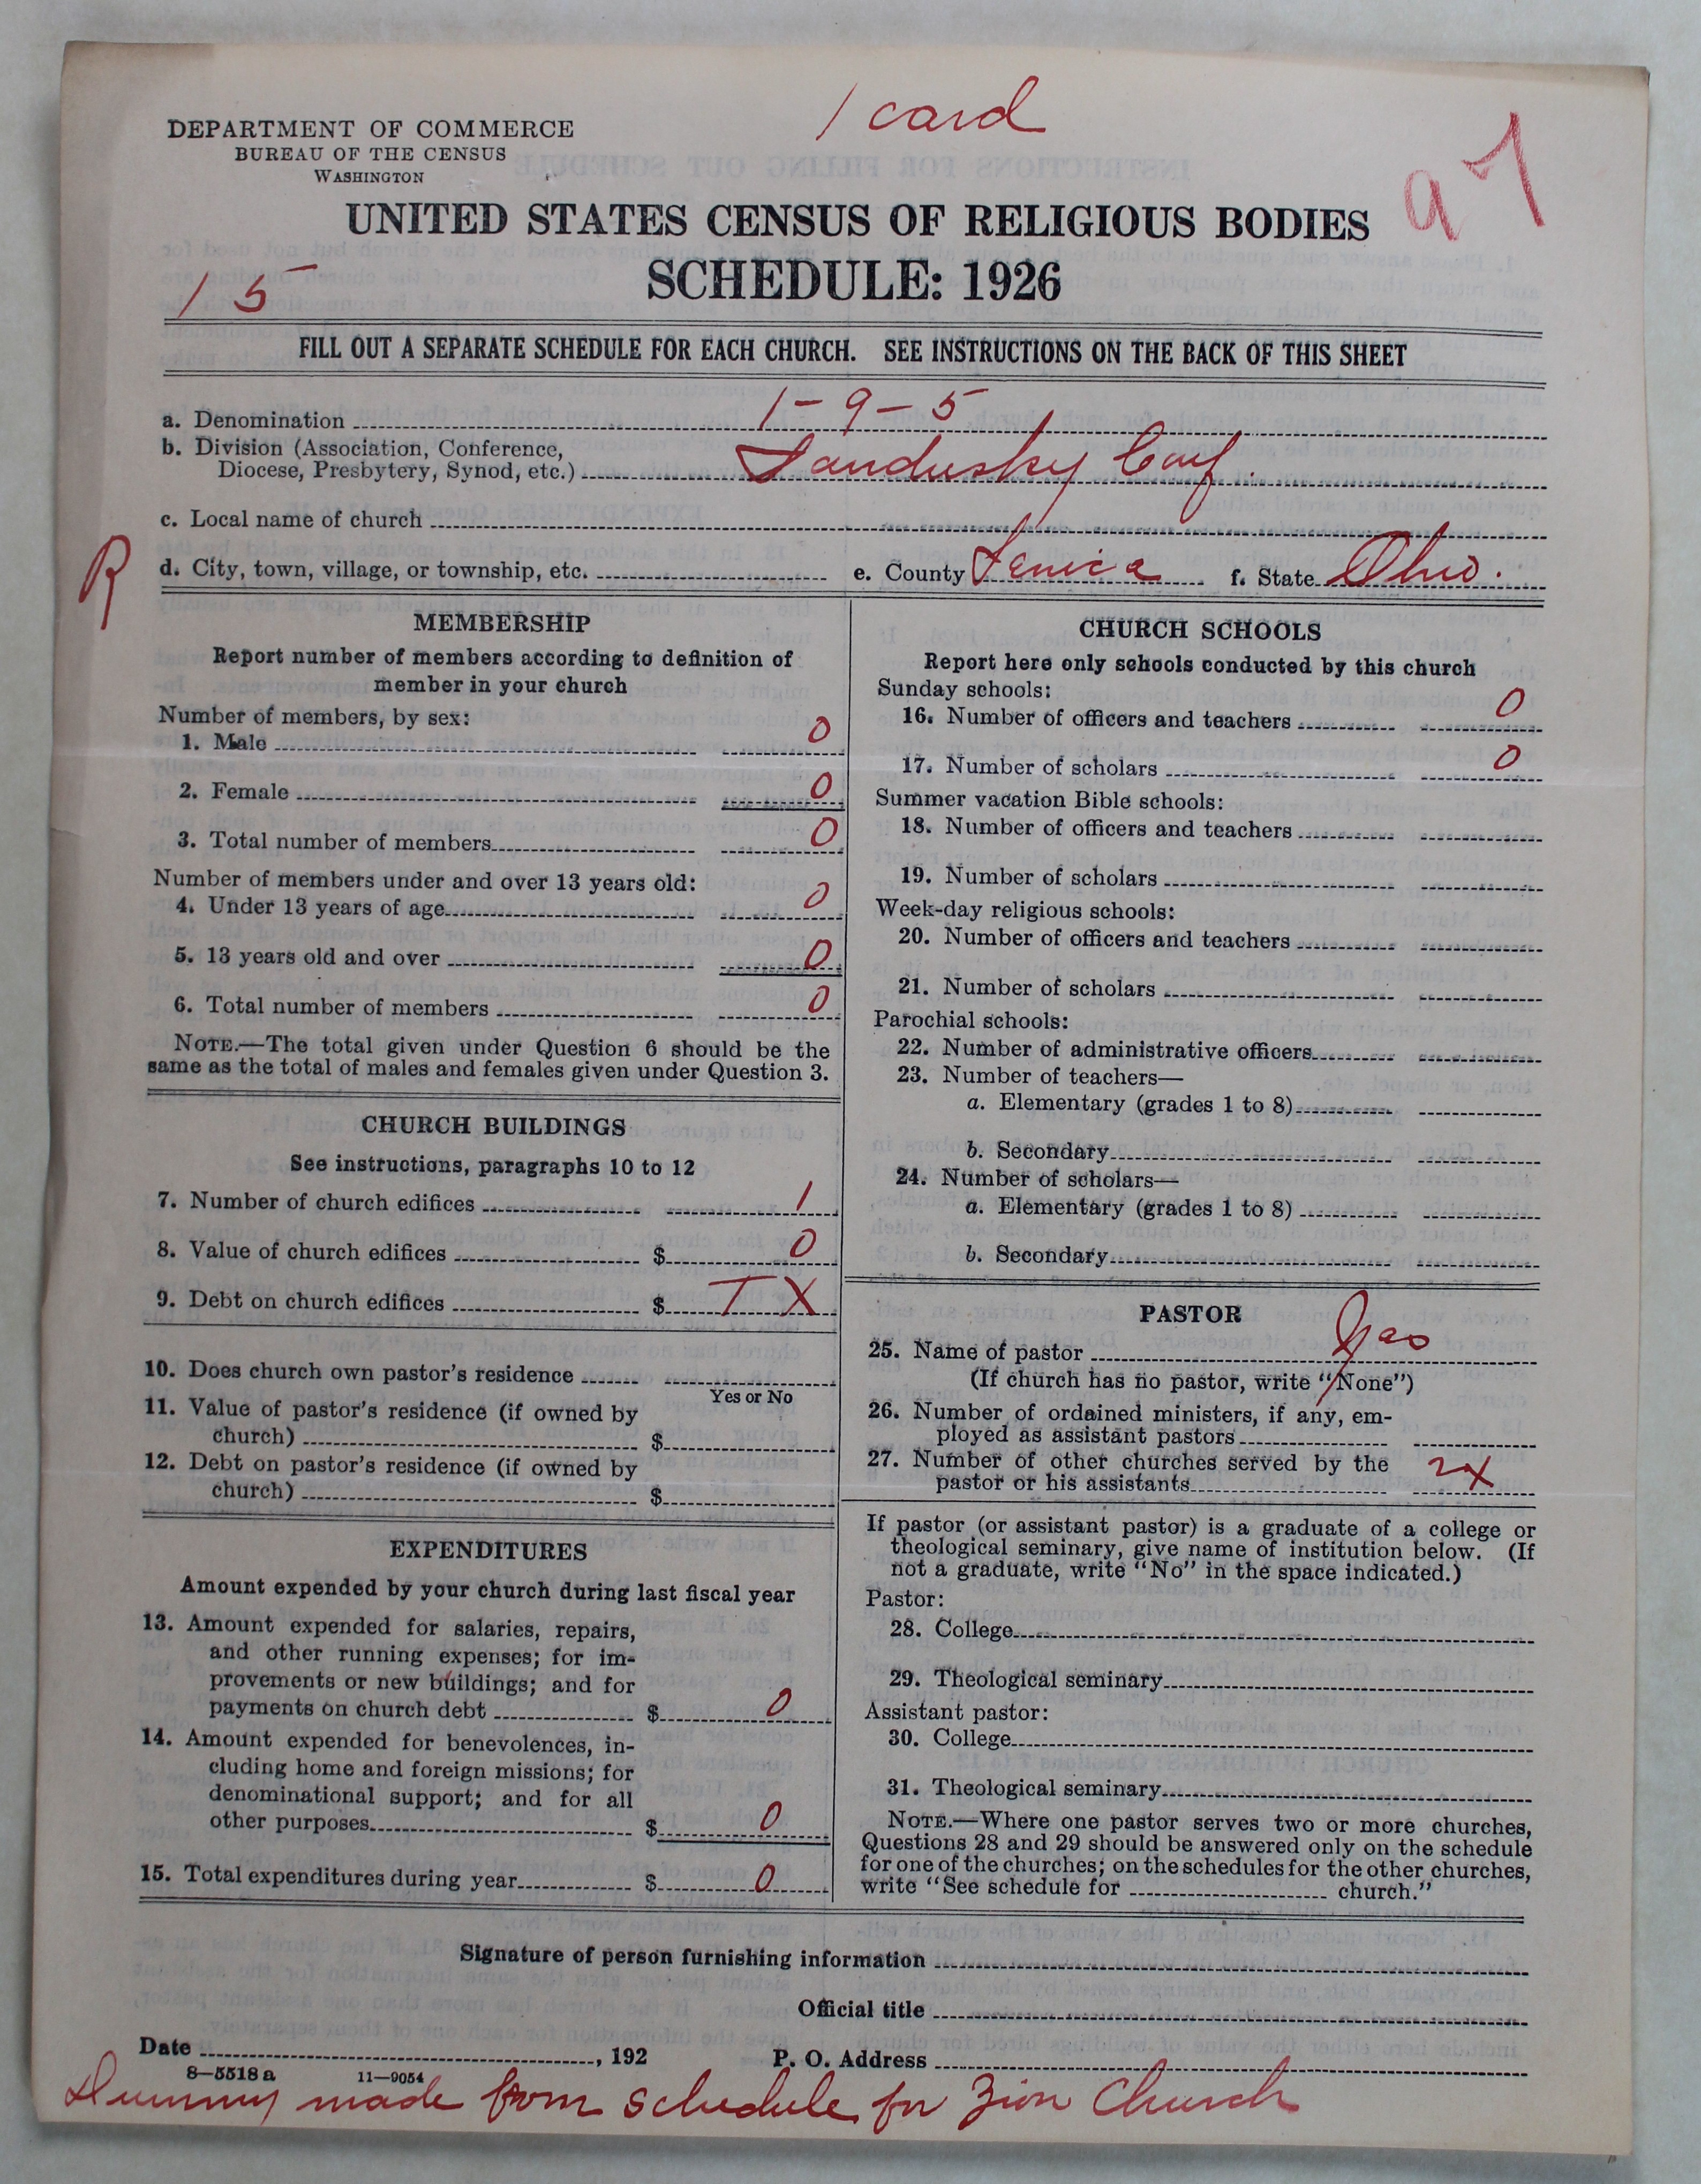 1 card
DEPARTMENT OF COMMERCE
BUREAU OF THE CENSUS
WASHINGTON
97
UNITED STATES CENSUS OF RELIGIOUS BODIES
SCHEDULE: 1926
15
FILL OUT A SEPARATE SCHEDULE FOR EACH CHURCH. SEE INSTRUCTIONS ON THE BACK OF THIS SHEET
a. Denomination 1-9-5
b. Division (Association, Conference,
Diocese, Presbytery, Synod, etc.) Sandusky Conf.
c. Local name of church
R
d. City, town, village, or township, etc. e. County Seneca f. State Ohio.
MEMBERSHIP
Report number of members according to definition of
member in your church
Number of members, by sex:
1. Male 0
2. Female 0
3. Total number of members 0
Number of members under and over 13 years old:
4. Under 13 years of age 0
5. 13 years old and over 0
6. Total number of members 0
NOTE.—The total given under Question 6 should be the
same as the total of males and females given under Question 3.
CHURCH BUILDINGS
See instructions, paragraphs 10 to 12
7. Number of church edifices 1
8. Value of church edifices $ 0
9. Debt on church edifices $ T X
10. Does church own pastor's residence
Yes or No
11. Value of pastor's residence (if owned by
church) $
12. Debt on pastor's residence (if owned by
church) $
EXPENDITURES
Amount expended by your church during last fiscal year
13. Amount expended for salaries, repairs,
and other running expenses; for im-
provements or new buildings; and for
payments on church debt $ 0
14. Amount expended for benevolences, in-
cluding home and foreign missions; for
denominational support; and for all
other purposes $ 0
15. Total expenditures during year $ 0
CHURCH SCHOOLS
Report here only schools conducted by this church
Sunday schools:
16. Number of officers and teachers 0
17. Number of scholars 0
Summer vacation Bible schools:
18. Number of officers and teachers
19. Number of scholars
Week-day religious schools:
20. Number of officers and teachers
21. Number of scholars
Parochial schools:
22. Number of administrative officers
23. Number of teachers—
a. Elementary (grades 1 to 8)
b. Secondary
24. Number of scholars—
a. Elementary (grades 1 to 8)
b. Secondary
PASTOR
25. Name of pastor
(If church has no pastor, write "None")
26. Number of ordained ministers, if any, em-
ployed as assistant pastors
27. Number of other churches served by the
pastor or his assistants 2X
If pastor (or assistant pastor) is a graduate of a college or
theological seminary, give name of institution below. (If
not a graduate, write "No" in the space indicated.)
Pastor:
28. College
29. Theological seminary
Assistant pastor:
30. College
31. Theological seminary
NOTE.—Where one pastor serves two or more churches,
Questions 28 and 29 should be answered only on the schedule
for one of the churches; on the schedules for the other churches,
write "See schedule for church."
Signature of person furnishing information
Official title
Date , 192 P. O. Address
8—5518 a 11—9054
Dummy made from schedule for Zion Church